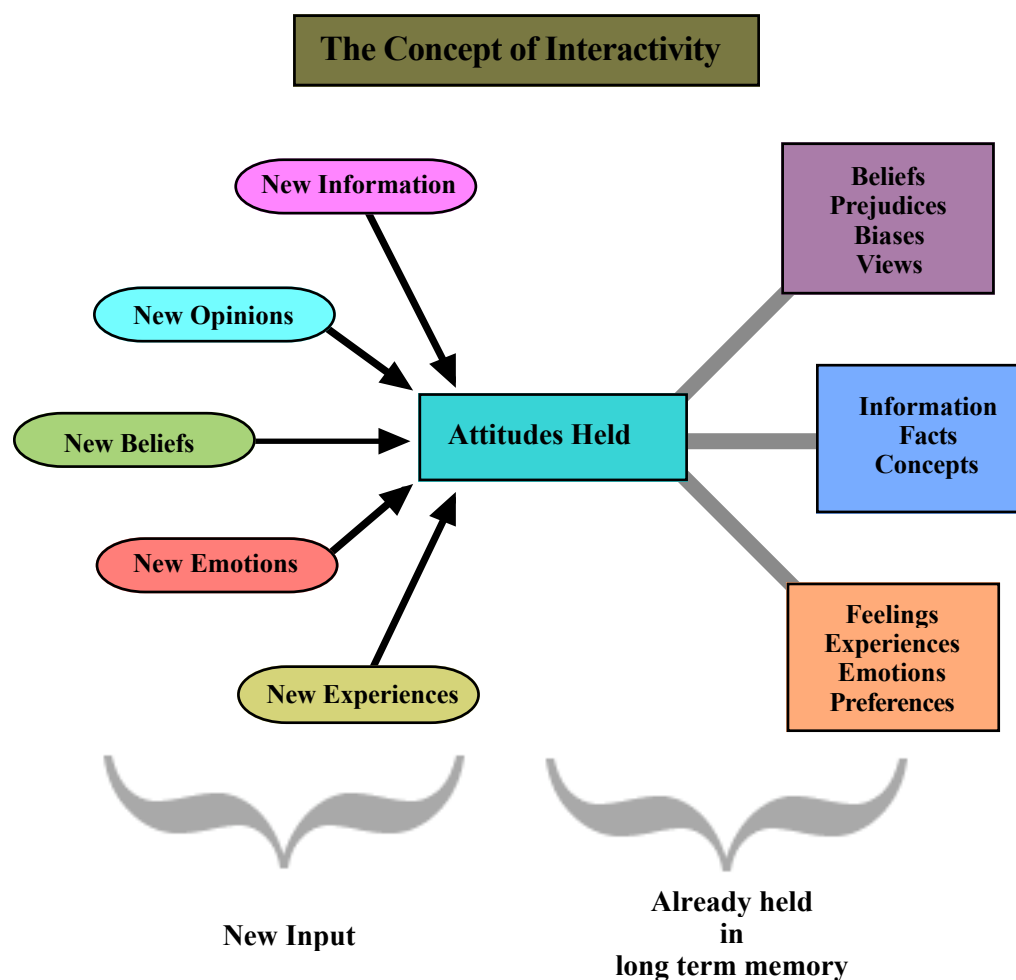 The Concept of Interactivity
New Information
New Opinions
New Beliefs
New Emotions
New Experiences
Attitudes Held
Beliefs
Prejudices
Biases
Views
Information
Facts
Concepts
Feelings
Experiences
Emotions
Preferences
New Input
Already held
in
long term memory